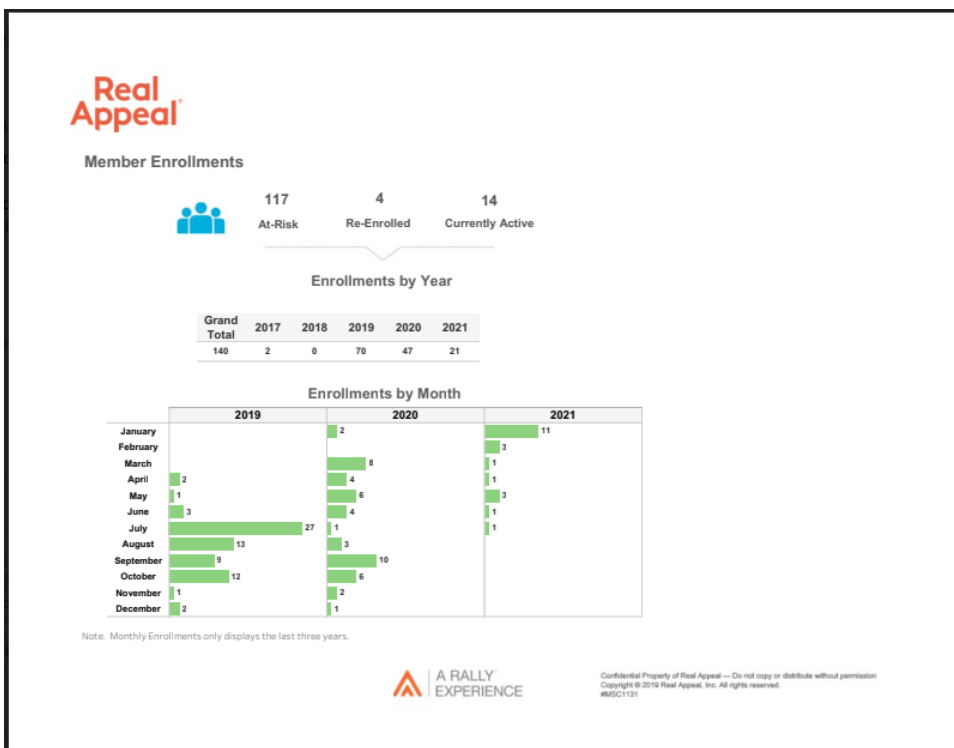 Real
Appeal®
Member Enrollments
117 4 14
At-Risk Re-Enrolled Currently Active
Enrollments by Year
Grand Total 2017 2018 2019 2020 2021
140 2 0 70 47 21
Enrollments by Month
2019 2020 2021
January 2 11
February 3
March 8 1
April 2 4 1
May 1 6 3
June 3 4 1
July 27 1 1
August 13 3
September 9 10
October 12 6
November 1 2
December 2 1
Note: Monthly Enrollments only displays the last three years.
A RALLY™
EXPERIENCE
Confidential Property of Real Appeal — Do not copy or distribute without permission
Copyright © 2019 Real Appeal, Inc. All rights reserved.
#MSC1131